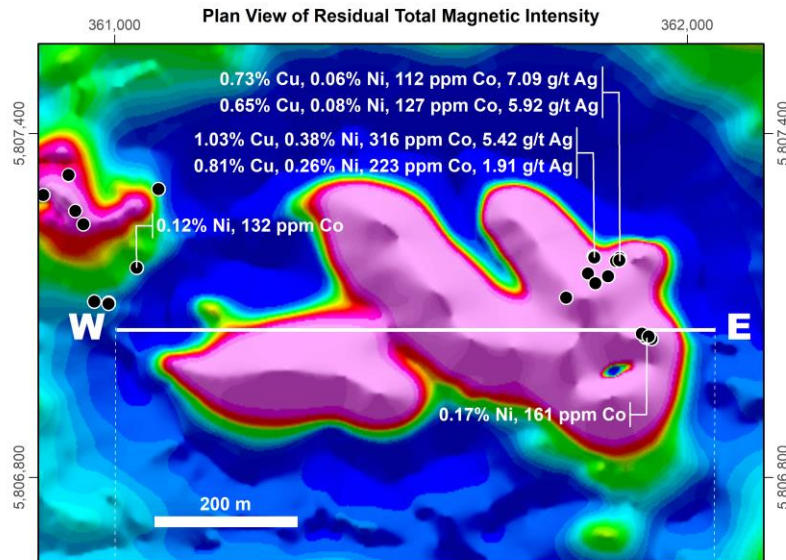 Plan View of Residual Total Magnetic Intensity
361,000
362,000
0.73% Cu, 0.06% Ni, 112 ppm Co, 7.09 g/t Ag
0.65% Cu, 0.08% Ni, 127 ppm Co, 5.92 g/t Ag
5,807,400
5,807,400
1.03% Cu, 0.38% Ni, 316 ppm Co, 5.42 g/t Ag
0.81% Cu, 0.26% Ni, 223 ppm Co, 1.91 g/t Ag
0.12% Ni, 132 ppm Co
W
E
0.17% Ni, 161 ppm Co
5,806,800
5,806,800
200 m